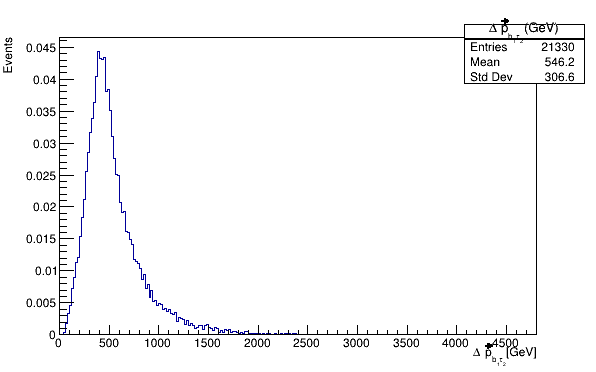 Δ p⃗ b₁τ₂ (GeV)
Entries 21330
Mean 546.2
Std Dev 306.6
Events
0.045
0.04
0.035
0.03
0.025
0.02
0.015
0.01
0.005
0
0 500 1000 1500 2000 2500 3000 3500 4000 4500
Δ p⃗ b₁τ₂ [GeV]